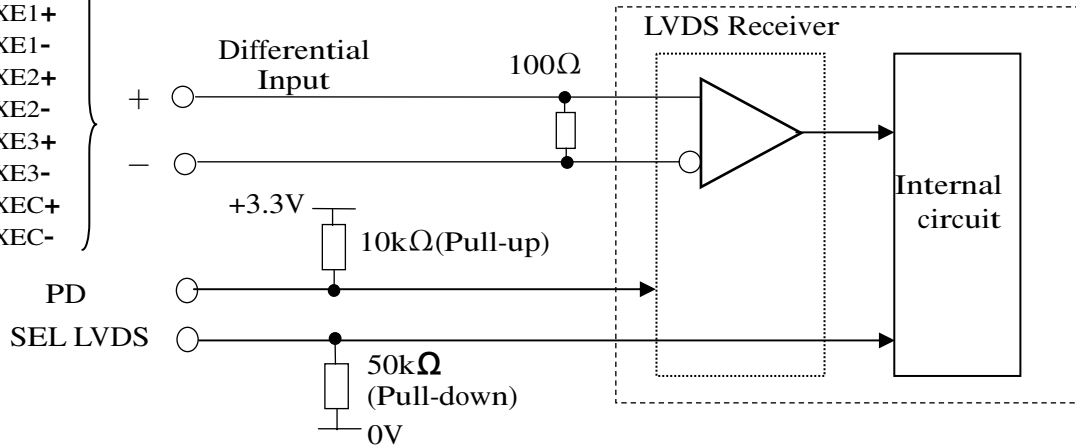 XE1+
XE1-
XE2+
XE2-
XE3+
XE3-
XEC+
XEC-
+
−
Differential
Input
100Ω
LVDS Receiver
Internal
circuit
+3.3V
10kΩ(Pull-up)
PD
SEL LVDS
50kΩ
(Pull-down)
0V